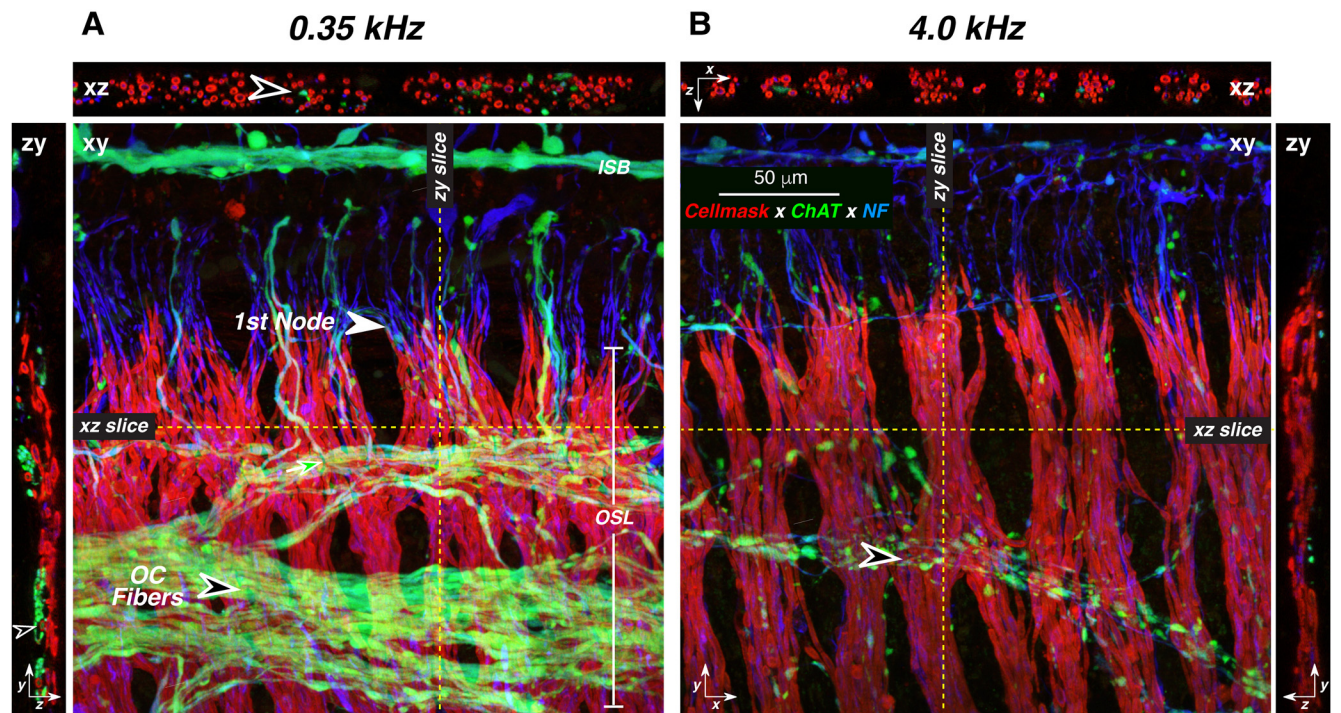 A
0.35 kHz
B
4.0 kHz
xz
x
z
xz
zy
xy
zy slice
ISB
xy
zy
50 μm
Cellmask x ChAT x NF
zy slice
1st Node
xz slice
xz slice
OSL
OC
Fibers
y
z
y
x
y
z